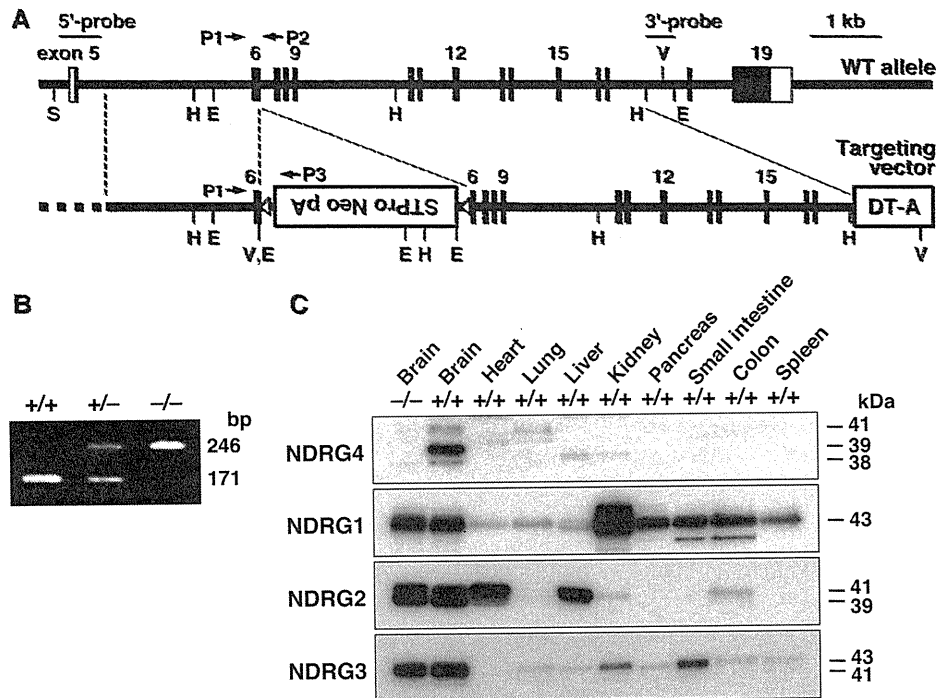 A
5'-probe
3'-probe
1 kb
P1
P2
V
exon 5
6
9
12
15
19
WT allele
S
H
E
H
H
E
Targeting vector
P1
6
P3
6
9
12
15
STPro Neo pA
DT-A
H
E
V,E
E
H
E
H
H
V
B
+/+
+/–
–/–
bp
246
171
C
Brain
Brain
Heart
Lung
Liver
Kidney
Pancreas
Small intestine
Colon
Spleen
–/–
+/+
+/+
+/+
+/+
+/+
+/+
+/+
+/+
+/+
kDa
NDRG4
41
39
38
NDRG1
43
NDRG2
41
39
NDRG3
43
41